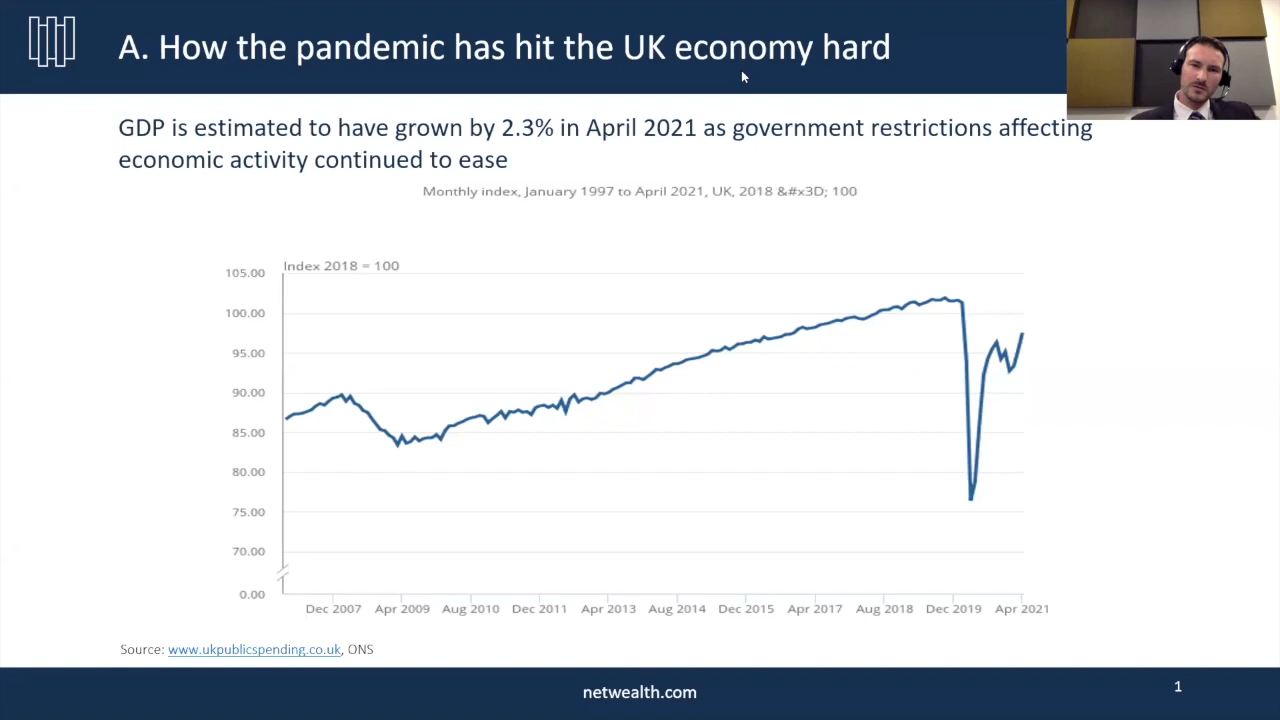 A. How the pandemic has hit the UK economy hard
GDP is estimated to have grown by 2.3% in April 2021 as government restrictions affecting
economic activity continued to ease
Monthly index, January 1997 to April 2021, UK, 2018 &#x3D; 100
Index 2018 = 100
105.00
100.00
95.00
90.00
85.00
80.00
75.00
70.00
0.00
Dec 2007 Apr 2009 Aug 2010 Dec 2011 Apr 2013 Aug 2014 Dec 2015 Apr 2017 Aug 2018 Dec 2019 Apr 2021
Source: www.ukpublicspending.co.uk, ONS
netwealth.com
1